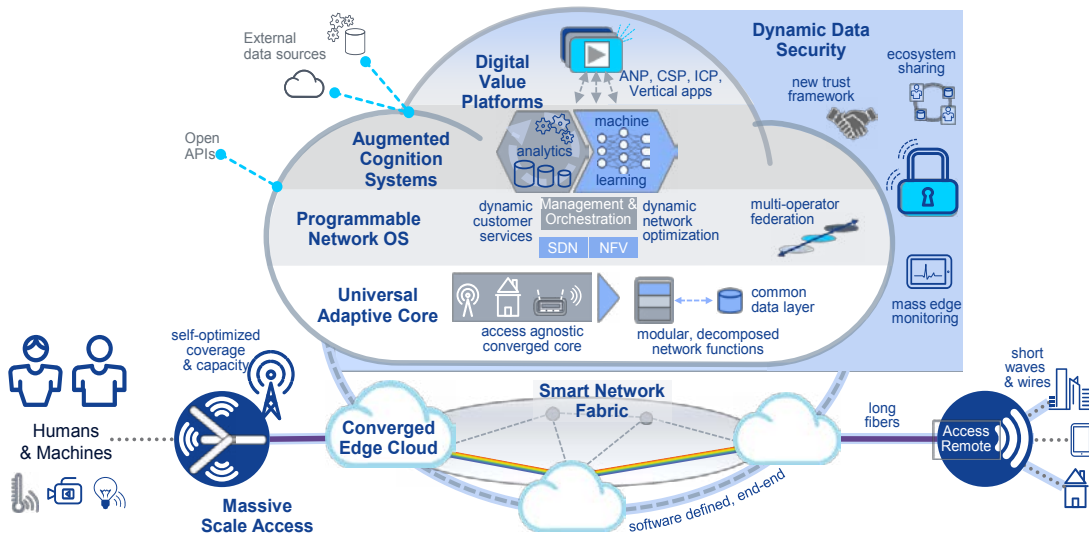 External
data sources
Open
APIs
Digital
Value
Platforms
ANP, CSP, ICP,
Vertical apps
Dynamic Data
Security
ecosystem
sharing
new trust
framework
Augmented
Cognition
Systems
analytics
machine
learning
Programmable
Network OS
dynamic
customer
services
Management &
Orchestration
SDN
NFV
dynamic
network
optimization
multi-operator
federation
Universal
Adaptive Core
access agnostic
converged core
modular, decomposed
network functions
common
data layer
mass edge
monitoring
self-optimized
coverage
& capacity
Humans
& Machines
Massive
Scale Access
Converged
Edge Cloud
Smart Network
Fabric
software defined, end-end
long
fibers
Access
Remote
short
waves
& wires